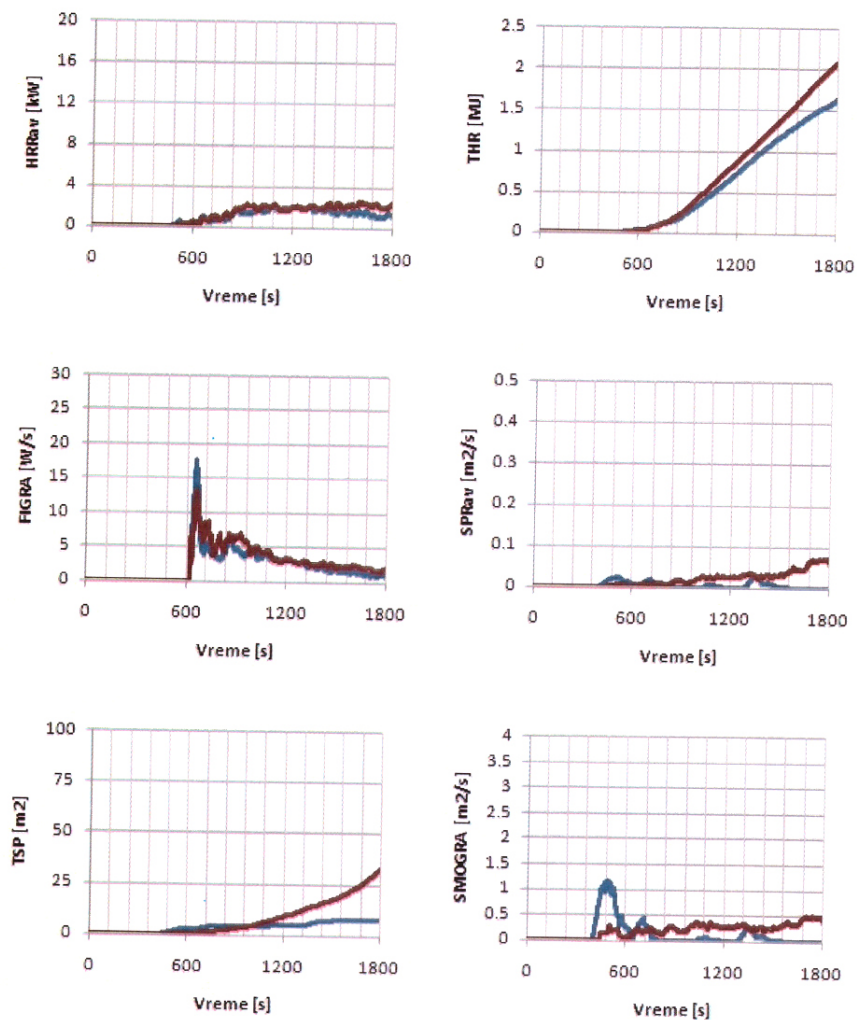 HRRav [kW]
20
16
12
8
4
0
0 600 1200 1800
Vreme [s]
THR [MJ]
2.5
2
1.5
1
0.5
0
0 600 1200 1800
Vreme [s]
FIGRA [W/s]
30
25
20
15
10
5
0
0 600 1200 1800
Vreme [s]
SPRav [m2/s]
0.5
0.4
0.3
0.2
0.1
0
0 600 1200 1800
Vreme [s]
TSP [m2]
100
75
50
25
0
0 600 1200 1800
Vreme [s]
SMOGRA [m2/s]
4
3.5
3
2.5
2
1.5
1
0.5
0
0 600 1200 1800
Vreme [s]